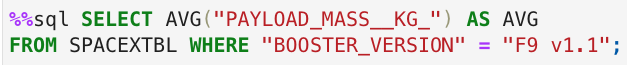 %%sql SELECT AVG("PAYLOAD_MASS__KG_") AS AVG
FROM SPACEXTBL WHERE "BOOSTER_VERSION" = "F9 v1.1";